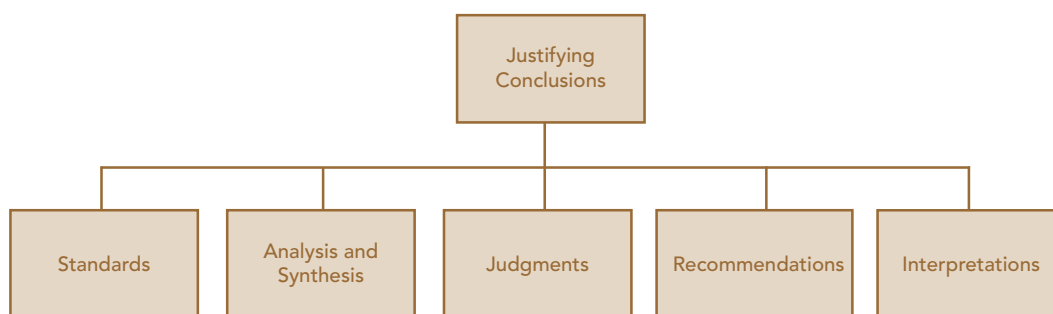 Justifying
Conclusions
Standards
Analysis and
Synthesis
Judgments
Recommendations
Interpretations